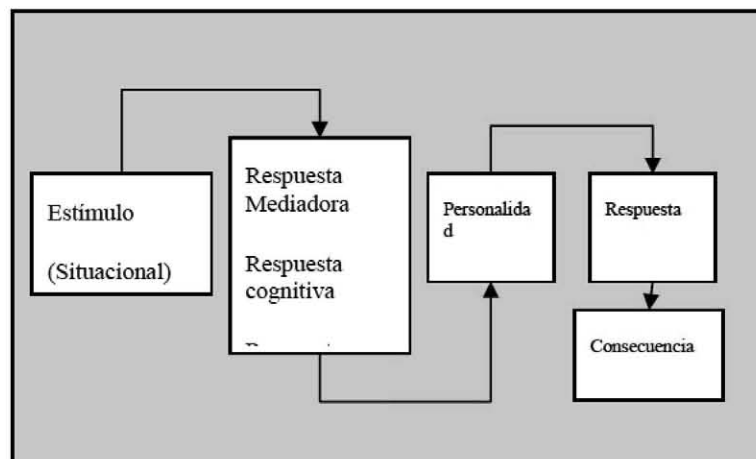 Estímulo
(Situacional)
Respuesta
Mediadora
Respuesta
cognitiva
Personalida
d
Respuesta
Consecuencia